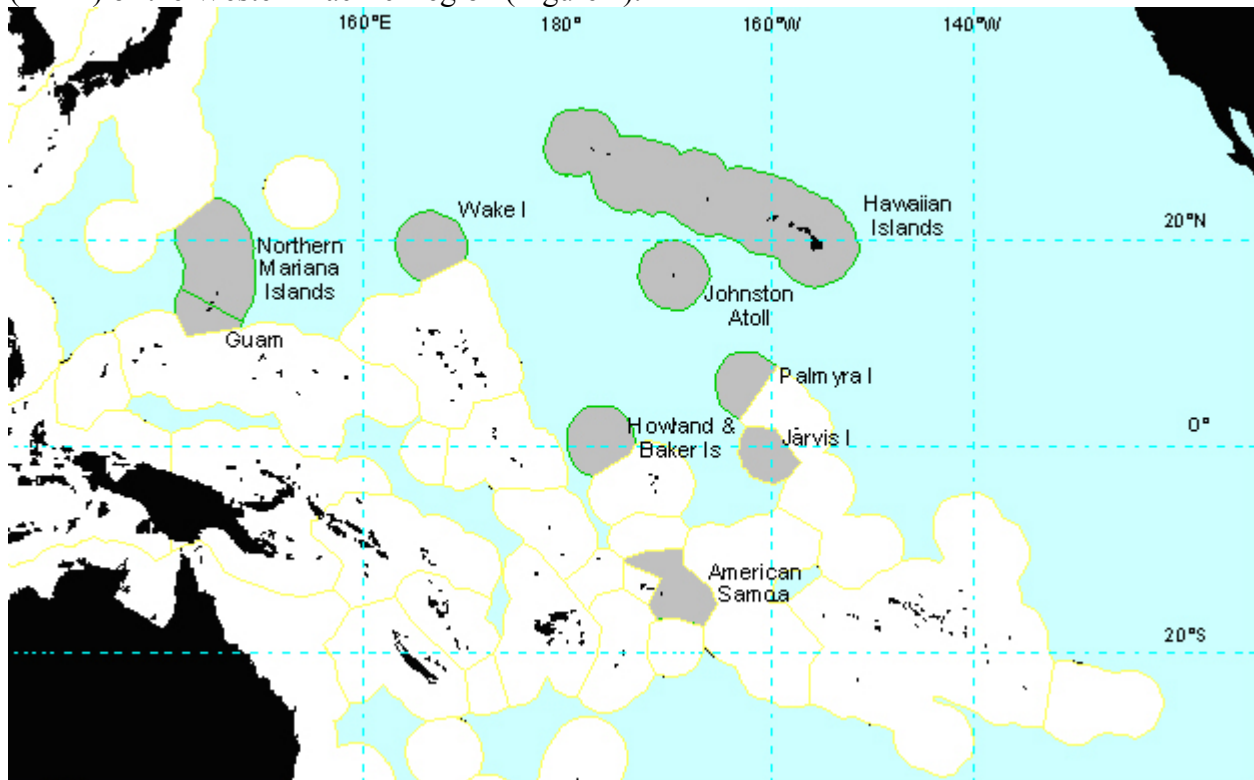 160°E 180° 160°W 140°W
Wake I
Hawaiian
Islands
20°N
Northern
Mariana
Islands
Johnston
Atoll
Guam
Palmyra I
Howland &
Baker Is
Jarvis I
0°
American
Samoa
20°S